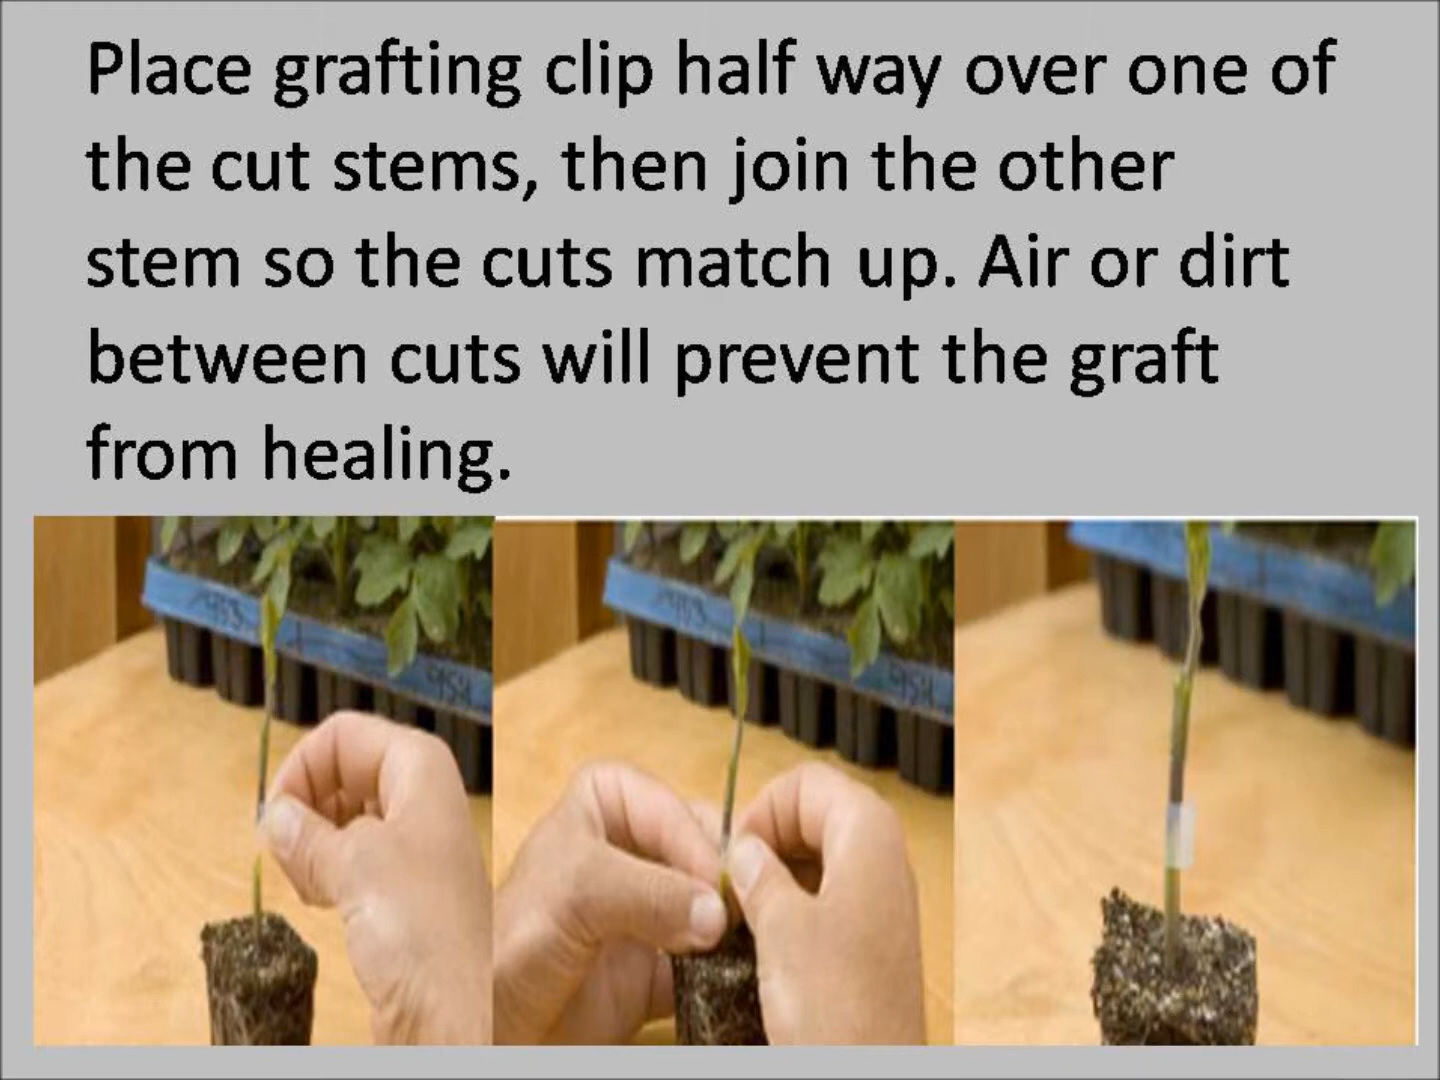 Place grafting clip half way over one of
the cut stems, then join the other
stem so the cuts match up. Air or dirt
between cuts will prevent the graft
from healing.